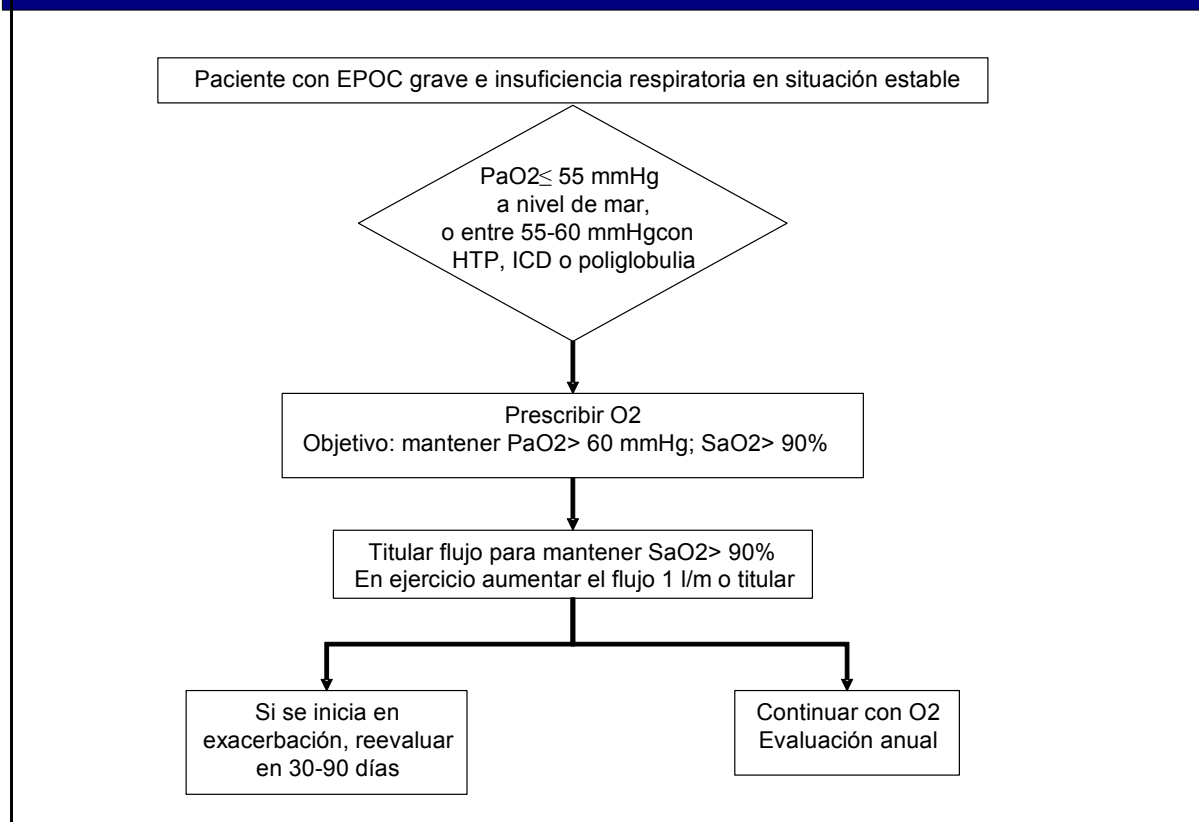 Paciente con EPOC grave e insuficiencia respiratoria en situación estable
PaO2≤ 55 mmHg
a nivel de mar,
o entre 55-60 mmHgcon
HTP, ICD o poliglobulia
Prescribir O2
Objetivo: mantener PaO2> 60 mmHg; SaO2> 90%
Titular flujo para mantener SaO2> 90%
En ejercicio aumentar el flujo 1 l/m o titular
Si se inicia en
exacerbación, reevaluar
en 30-90 días
Continuar con O2
Evaluación anual